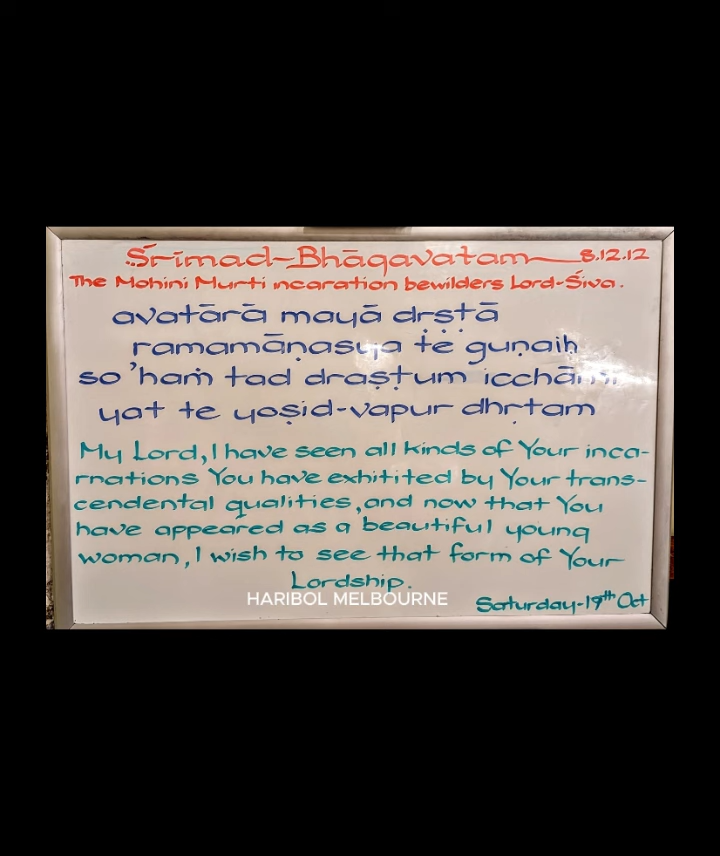 Śrīmad-Bhāgavatam 8.12.12
The Mohini Murti ncaration bewilders Lord-Śiva.
avatārā mayā dṛṣṭā
ramamāṇasya te guṇaiḥ
so 'haṁ tad draṣṭum icchāmi
yat te yoṣid-vapur dhṛtam
My Lord, I have seen all kinds of Your inca-
rnations You have exhitited by Your trans-
cendental qualities, and now that You
have appeared as a beautiful young
woman, I wish to see that form of Your
Lordship.
HARIBOL MELBOURNE
Saturday-19th Oct